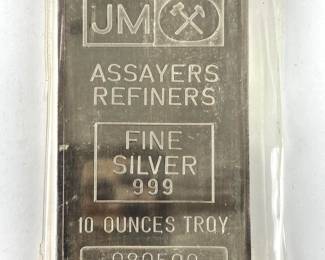 JM
ASSAYERS
REFINERS
FINE
SILVER
999
10 OUNCES TROY